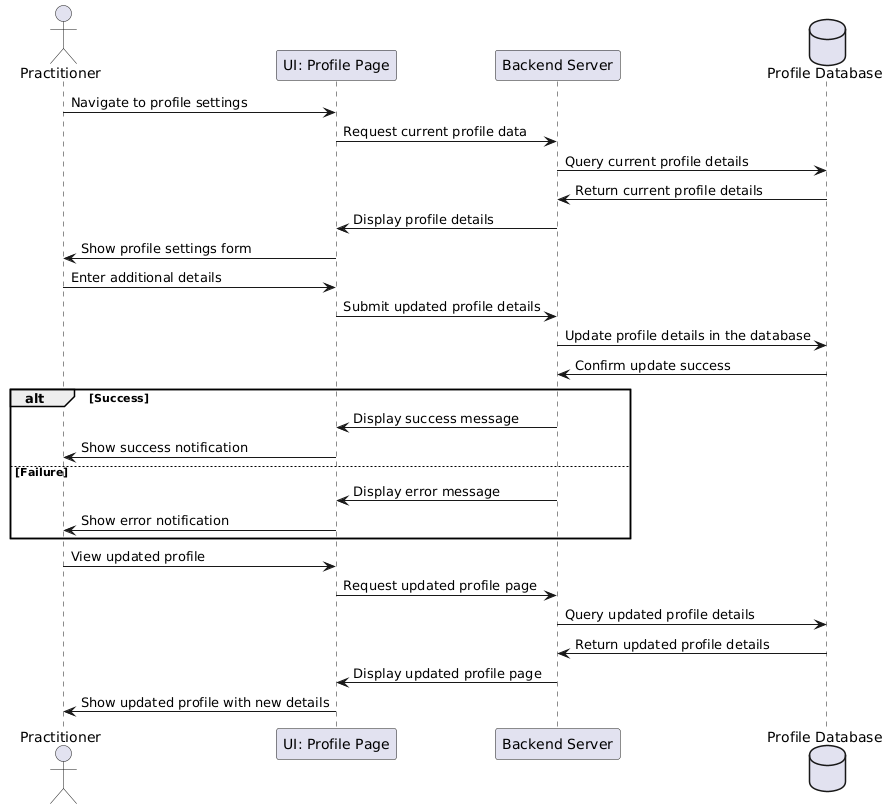 Practitioner
UI: Profile Page
Backend Server
Profile Database
Navigate to profile settings
Request current profile data
Query current profile details
Return current profile details
Display profile details
Show profile settings form
Enter additional details
Submit updated profile details
Update profile details in the database
Confirm update success
alt [Success]
Display success message
Show success notification
[Failure]
Display error message
Show error notification
View updated profile
Request updated profile page
Query updated profile details
Return updated profile details
Display updated profile page
Show updated profile with new details
Practitioner
UI: Profile Page
Backend Server
Profile Database